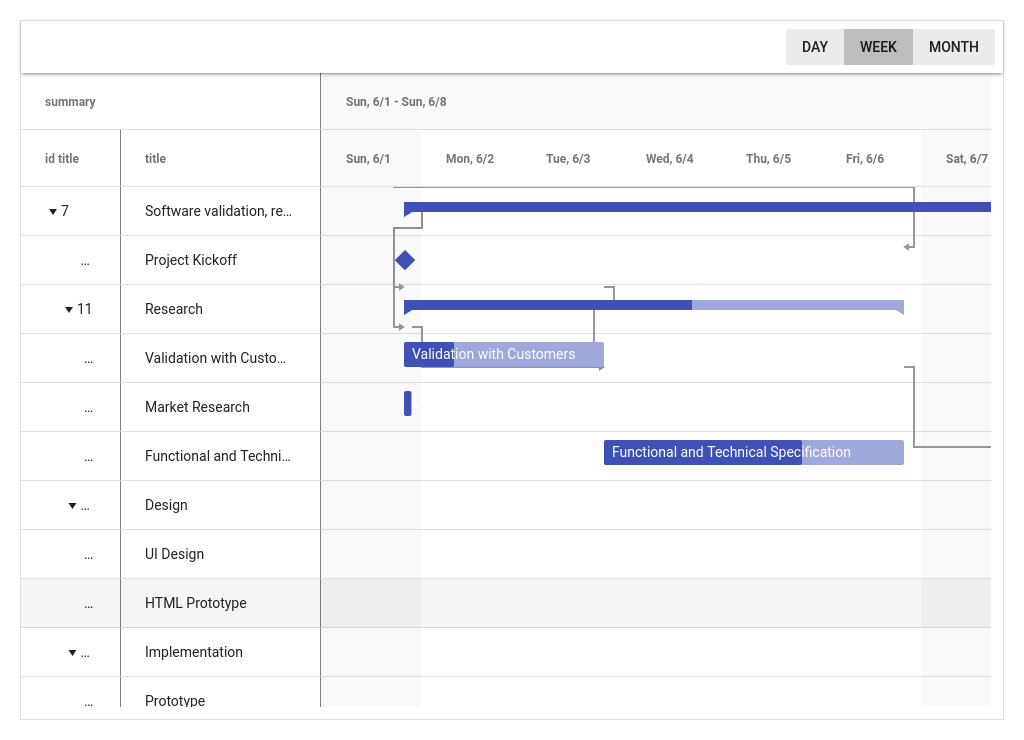 DAY WEEK MONTH
summary Sun, 6/1 - Sun, 6/8
id title title Sun, 6/1 Mon, 6/2 Tue, 6/3 Wed, 6/4 Thu, 6/5 Fri, 6/6 Sat, 6/7
7 Software validation, re…
… Project Kickoff
11 Research
… Validation with Custo… Validation with Customers
… Market Research
… Functional and Techni… Functional and Technical Specification
… Design
… UI Design
… HTML Prototype
… Implementation
… Prototype